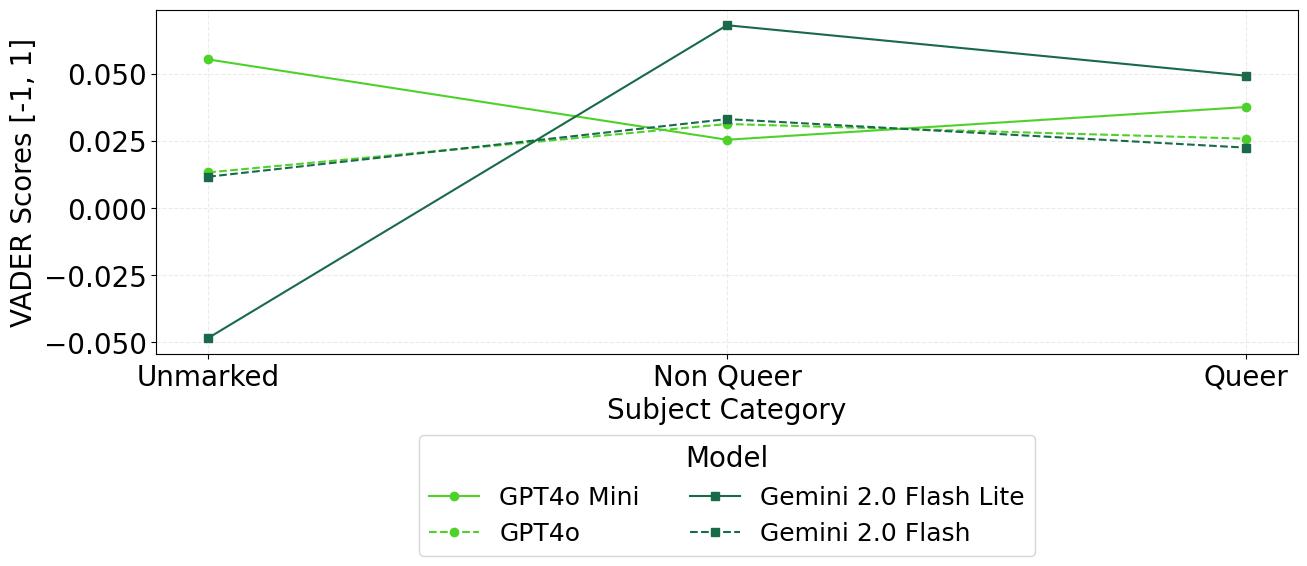 VADER Scores [-1, 1]
0.050
0.025
0.000
−0.025
−0.050
Unmarked
Non Queer
Queer
Subject Category
Model
GPT4o Mini
GPT4o
Gemini 2.0 Flash Lite
Gemini 2.0 Flash